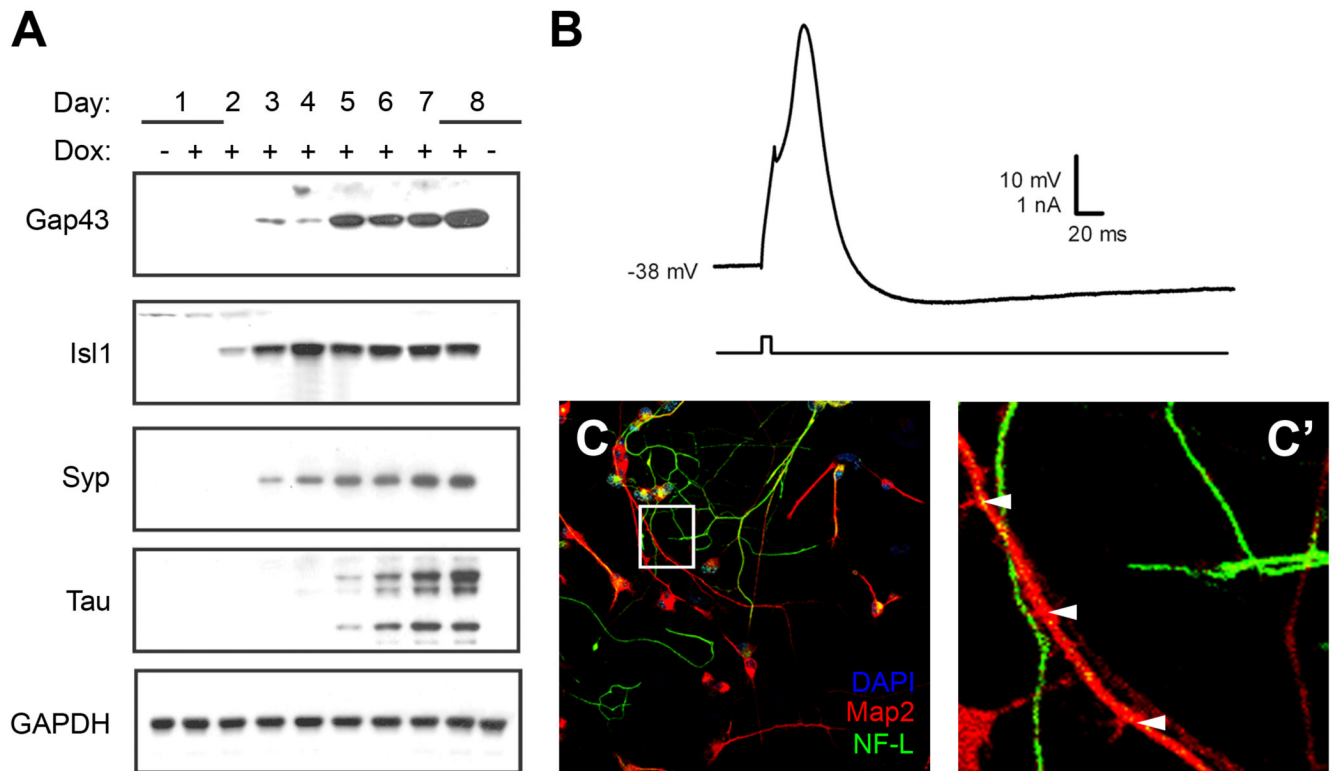 A
Day: 1 2 3 4 5 6 7 8
Dox: - + + + + + + + + -
Gap43
Isl1
Syp
Tau
GAPDH
B
-38 mV
10 mV
1 nA
20 ms
C
DAPI
Map2
NF-L
C’